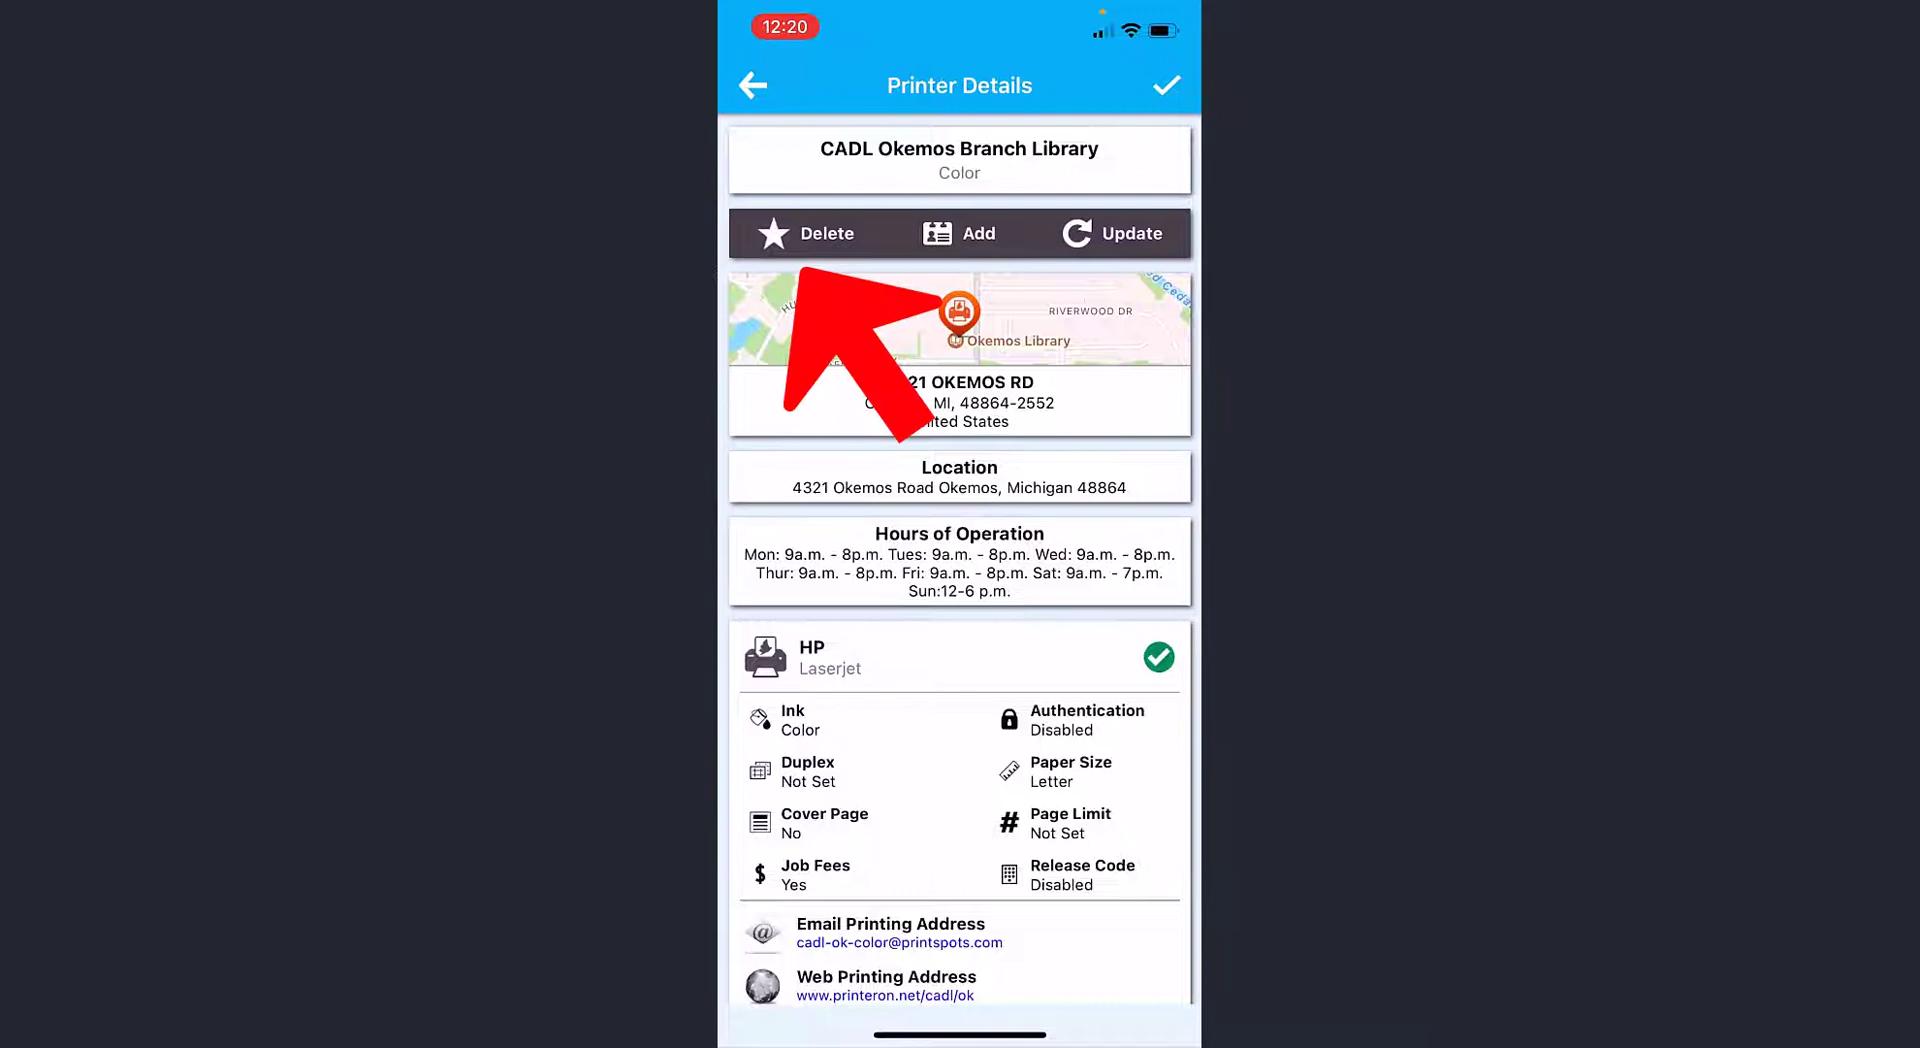 12:20
Printer Details
CADL Okemos Branch Library
Color
Delete Add Update
RIVERWOOD DR
Okemos Library
21 OKEMOS RD
MI, 48864-2552
States
Location
4321 Okemos Road Okemos, Michigan 48864
Hours of Operation
Mon: 9a.m. - 8p.m. Tues: 9a.m. - 8p.m. Wed: 9a.m. - 8p.m.
Thur: 9a.m. - 8p.m. Fri: 9a.m. - 8p.m. Sat: 9a.m. - 7p.m.
Sun:12-6 p.m.
HP
Laserjet
Ink
Color
Authentication
Disabled
Duplex
Not Set
Paper Size
Letter
Cover Page
No
# Page Limit
Not Set
$ Job Fees
Yes
Release Code
Disabled
@ Email Printing Address
cadl-ok-color@printspots.com
Web Printing Address
www.printeron.net/cadl/ok